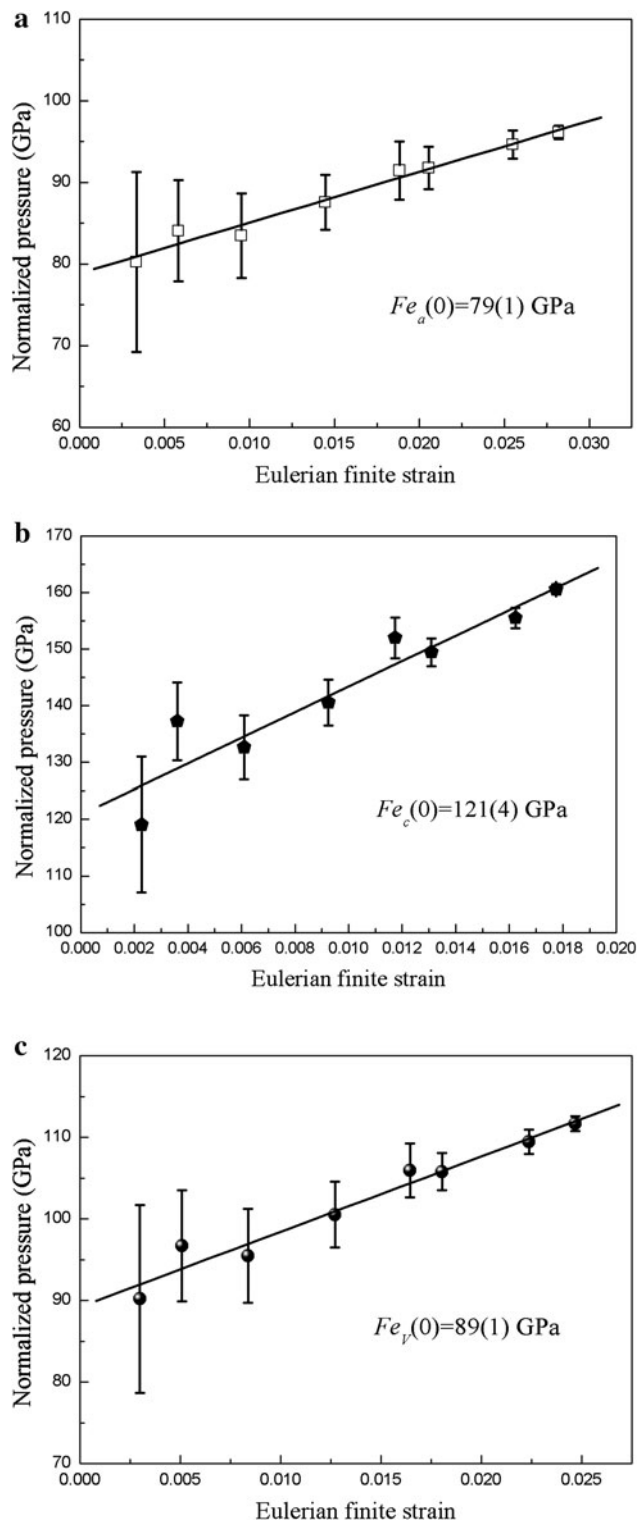 a
110
100
90
80
70
60
Normalized pressure (GPa)
Fe_a(0)=79(1) GPa
0.000 0.005 0.010 0.015 0.020 0.025 0.030
Eulerian finite strain
b
170
160
150
140
130
120
110
100
Normalized pressure (GPa)
Fe_c(0)=121(4) GPa
0.000 0.002 0.004 0.006 0.008 0.010 0.012 0.014 0.016 0.018 0.020
Eulerian finite strain
c
120
110
100
90
80
70
Normalized pressure (GPa)
Fe_V(0)=89(1) GPa
0.000 0.005 0.010 0.015 0.020 0.025
Eulerian finite strain